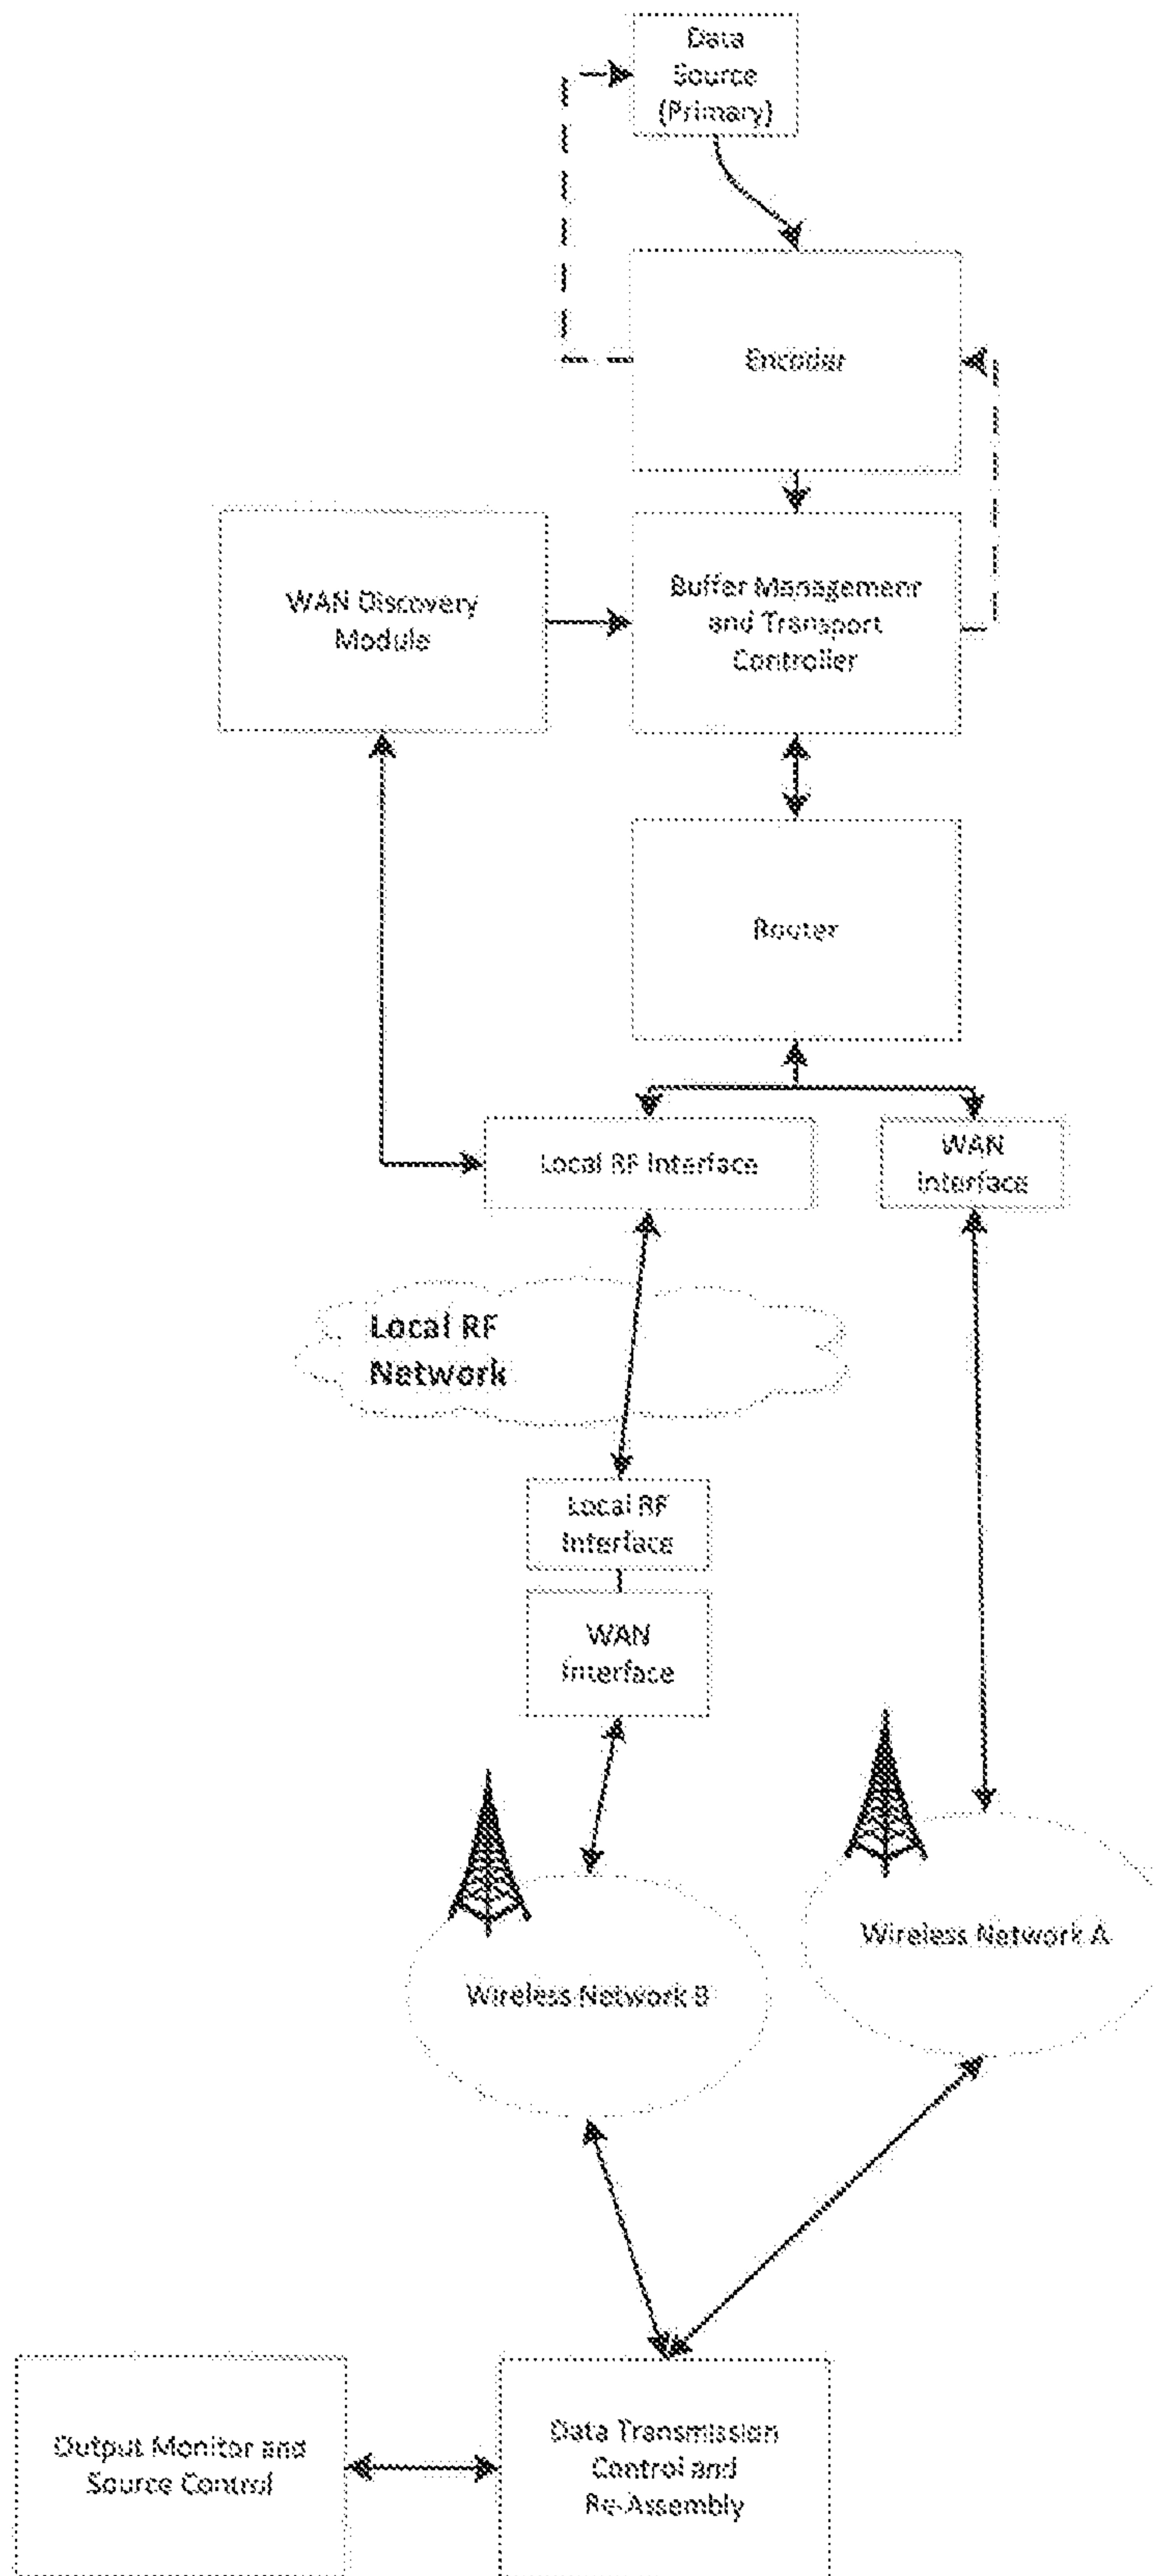 Data
Source
(Primary)
Encoder
WAN Discovery
Module
Buffer Management
and Transport
Controller
Router
Local RF Interface
WAN
Interface
Local RF
Network
Local RF
Interface
WAN
Interface
Wireless Network A
Wireless Network B
Output Monitor and
Source Control
Data Transmission
Control and
Re-Assembly